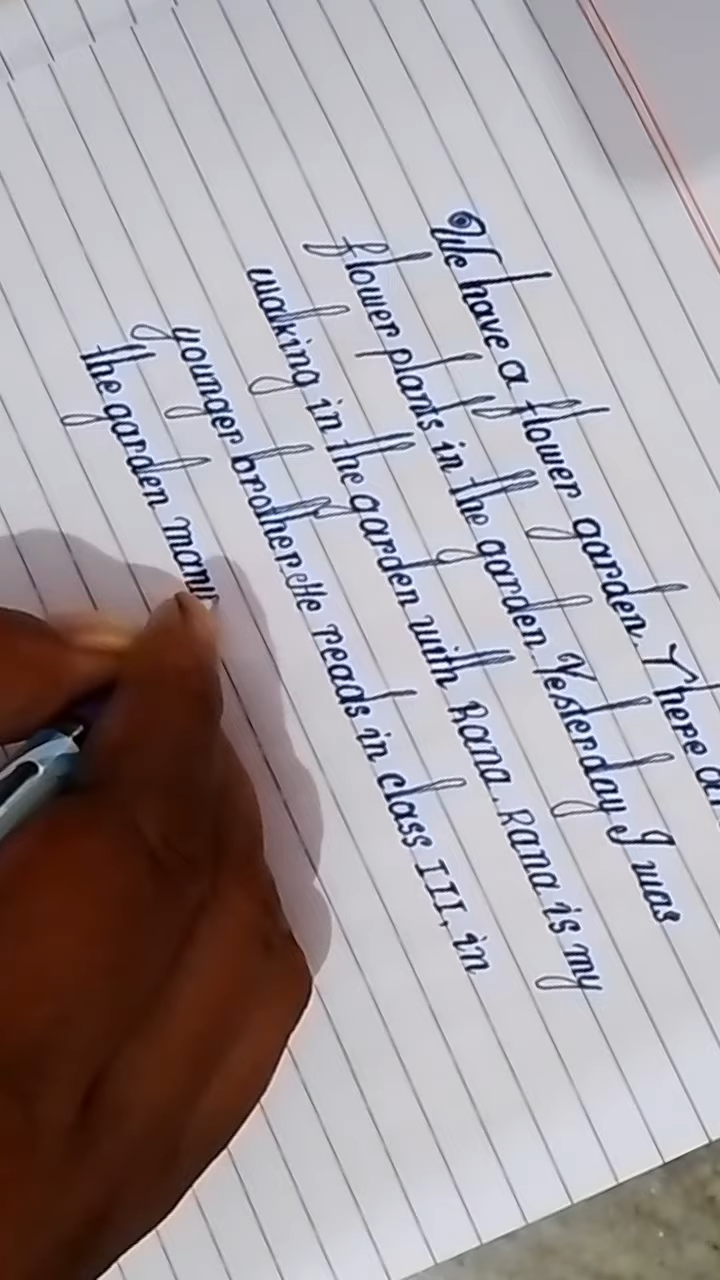 We have a flower garden. There
flower plants in the garden. Yesterday I was
walking in the garden with Rana. Rana is my
younger brother. He reads in class III, in
the garden many